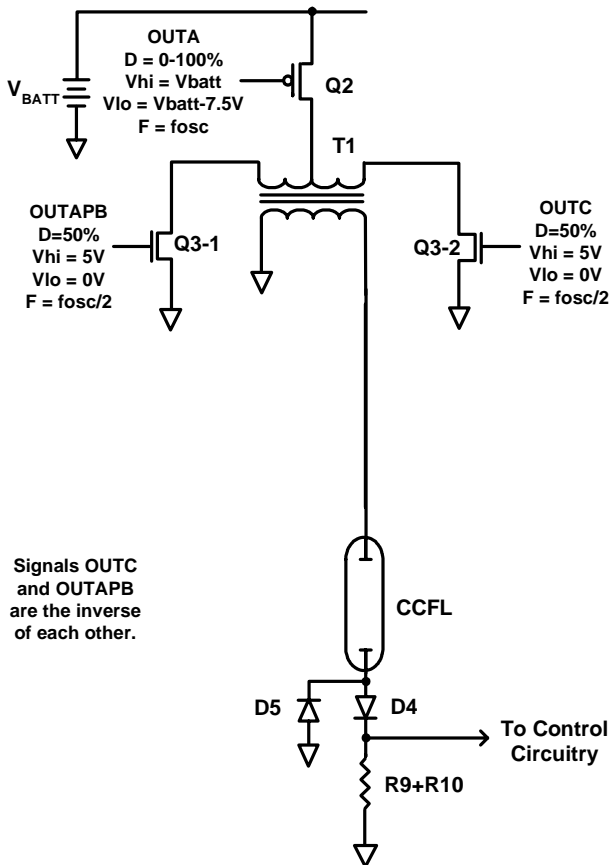 OUTA
D = 0-100%
Vhi = Vbatt
Vlo = Vbatt-7.5V
F = fosc
Q2
VBATT
T1
OUTAPB
D=50%
Vhi = 5V
Vlo = 0V
F = fosc/2
Q3-1
Q3-2
OUTC
D=50%
Vhi = 5V
Vlo = 0V
F = fosc/2
Signals OUTC
and OUTAPB
are the inverse
of each other.
CCFL
D5
D4
To Control
Circuitry
R9+R10